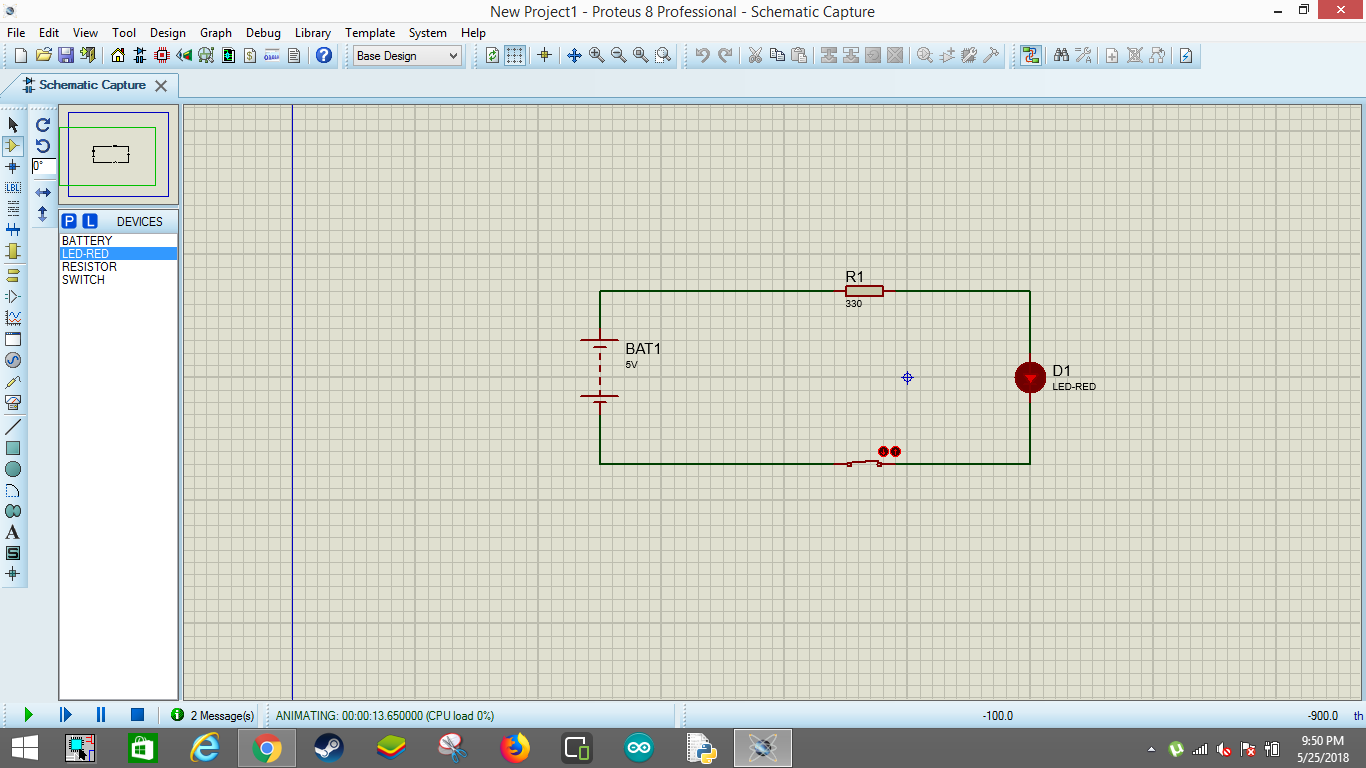 New Project1 - Proteus 8 Professional - Schematic Capture
File Edit View Tool Design Graph Debug Library Template System Help
Base Design
Schematic Capture
0°
LBL
P L DEVICES
BATTERY
LED-RED
RESISTOR
SWITCH
A
S
R1
330
BAT1
5V
D1
LED-RED
2 Message(s) ANIMATING: 00:00:13.650000 (CPU load 0%) -100.0 -900.0 th
9:50 PM
5/25/2018